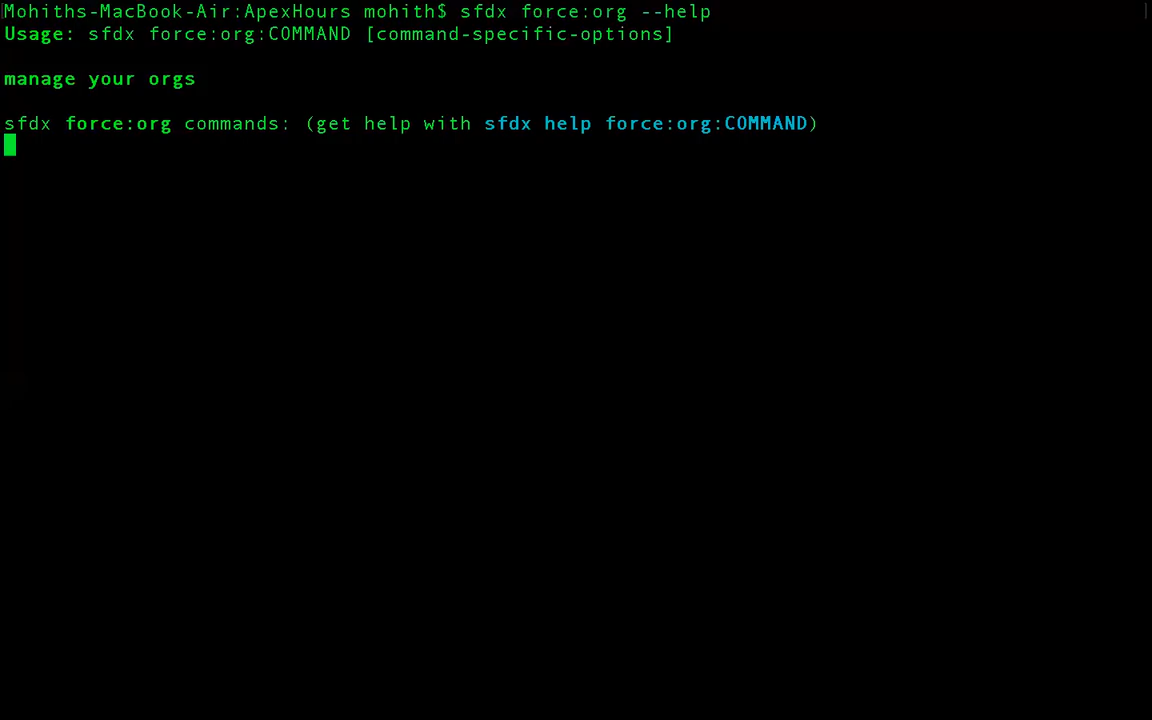 Mohiths-MacBook-Air:ApexHours mohith$ sfdx force:org --help
Usage: sfdx force:org:COMMAND [command-specific-options]
manage your orgs
sfdx force:org commands: (get help with sfdx help force:org:COMMAND)